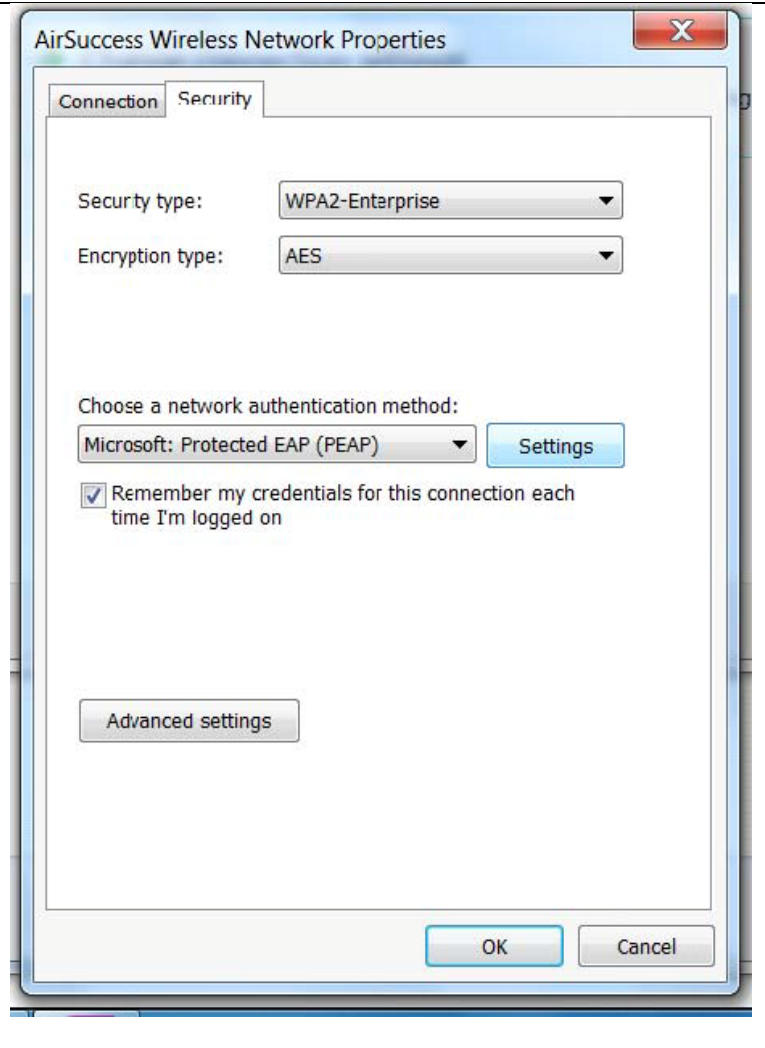 AirSuccess Wireless Network Properties
Connection
Security
Security type:
WPA2-Enterprise
Encryption type:
AES
Choose a network authentication method:
Microsoft: Protected EAP (PEAP)
Settings
Remember my credentials for this connection each
time I'm logged on
Advanced settings
OK
Cancel